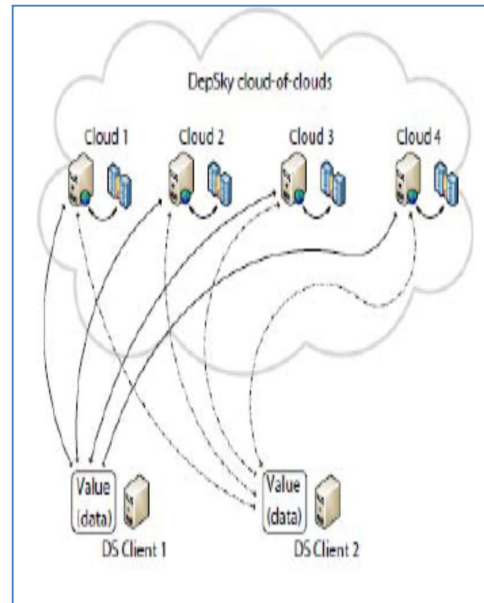 DepSky cloud-of-clouds
Cloud 1 Cloud 2 Cloud 3 Cloud 4
Value
(data)
DS Client 1
Value
(data)
DS Client 2